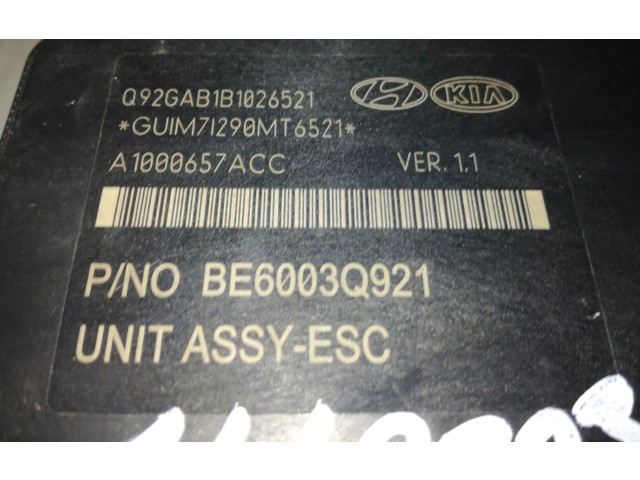 Q92GAB1B1026521
KIA
*GUIM7I290MT6521*
A1000657ACC VER. 1.1
P/NO BE6003Q921
UNIT ASSY-ESC